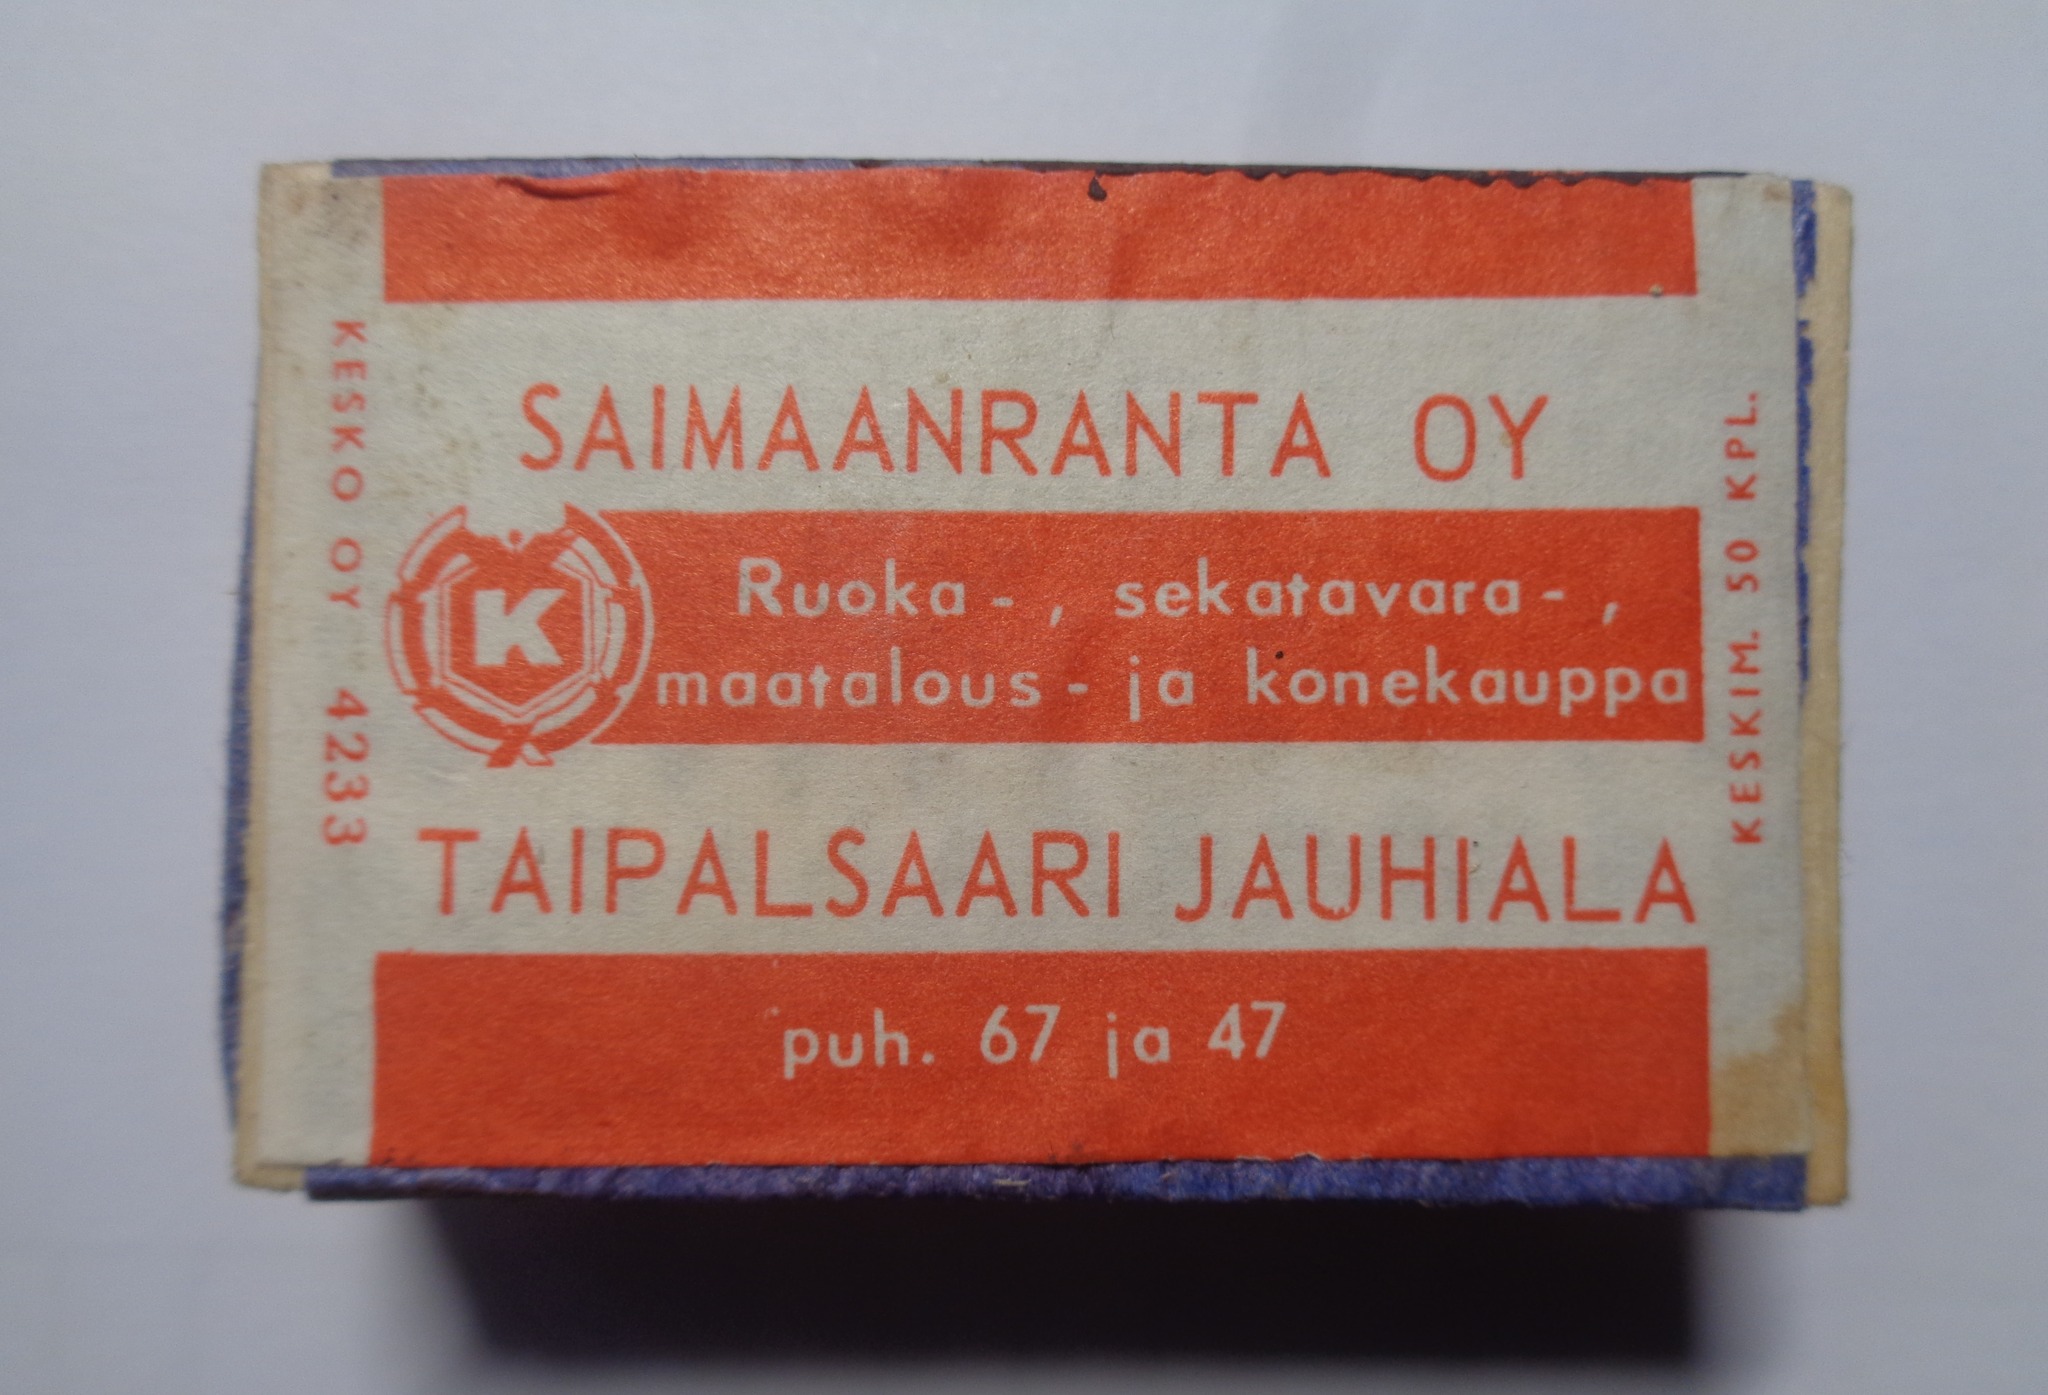 KESKO OY 4233
SAIMAANRANTA OY
K
Ruoka-, sekatavara-,
maatalous- ja konekauppa
TAIPALSAARI JAUHIALA
puh. 67 ja 47
KESKIM. 50 KPL.